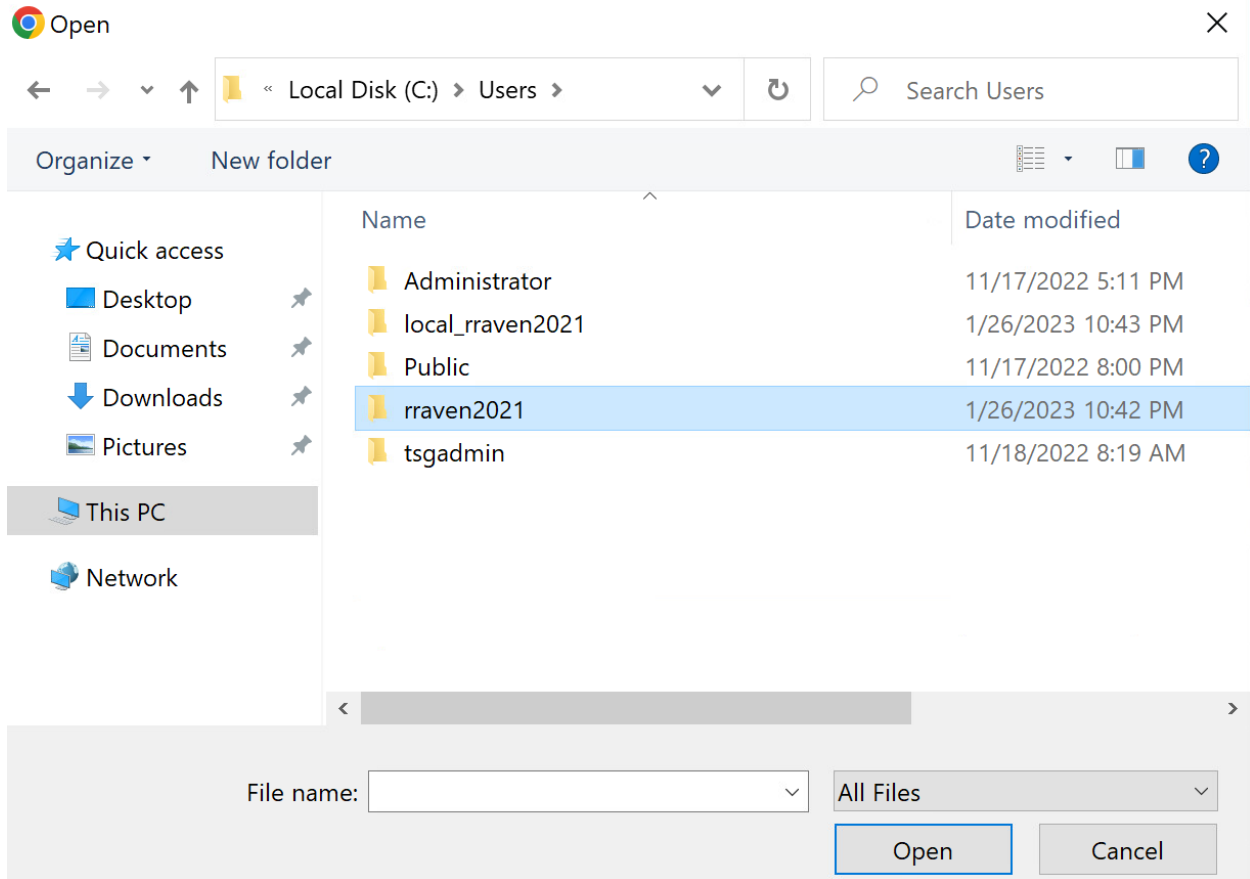 Open
« Local Disk (C:) > Users >
Search Users
Organize New folder
?
Name Date modified
Quick access
Desktop
Documents
Downloads
Pictures
This PC
Network
Administrator 11/17/2022 5:11 PM
local_rraven2021 1/26/2023 10:43 PM
Public 11/17/2022 8:00 PM
rraven2021 1/26/2023 10:42 PM
tsgadmin 11/18/2022 8:19 AM
File name: All Files
Open Cancel